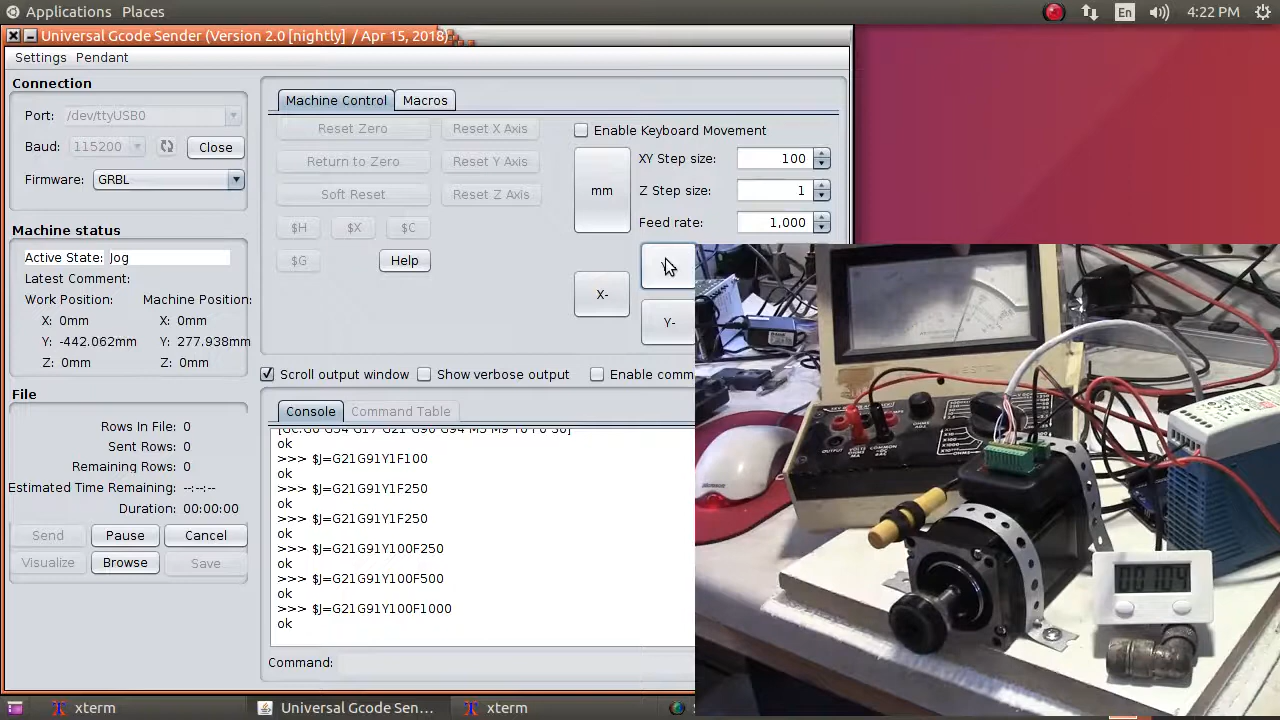 Applications Places
En 4:22 PM
Universal Gcode Sender (Version 2.0 [nightly] / Apr 15, 2018)
Settings Pendant
Connection
Port: /dev/ttyUSB0
Baud: 115200 Close
Firmware: GRBL
Machine status
Active State: Jog
Latest Comment:
Work Position: Machine Position:
X: 0mm X: 0mm
Y: -442.062mm Y: 277.938mm
Z: 0mm Z: 0mm
File
Rows in File: 0
Sent Rows: 0
Remaining Rows: 0
Estimated Time Remaining: --:--:--
Duration: 00:00:00
Send Pause Cancel
Visualize Browse Save
Machine Control Macros
Reset Zero Reset X Axis
Return to Zero Reset Y Axis
Soft Reset Reset Z Axis
$H $X $C
$G Help
Enable Keyboard Movement
mm
XY Step size: 100
Z Step size: 1
Feed rate: 1,000
X-
Y-
Scroll output window Show verbose output Enable comm
Console Command Table
ok
>>> $J=G21G91Y1F100
ok
>>> $J=G21G91Y1F250
ok
>>> $J=G21G91Y1F250
ok
>>> $J=G21G91Y100F250
ok
>>> $J=G21G91Y100F500
ok
>>> $J=G21G91Y100F1000
ok
Command:
xterm Universal Gcode Sen... xterm S